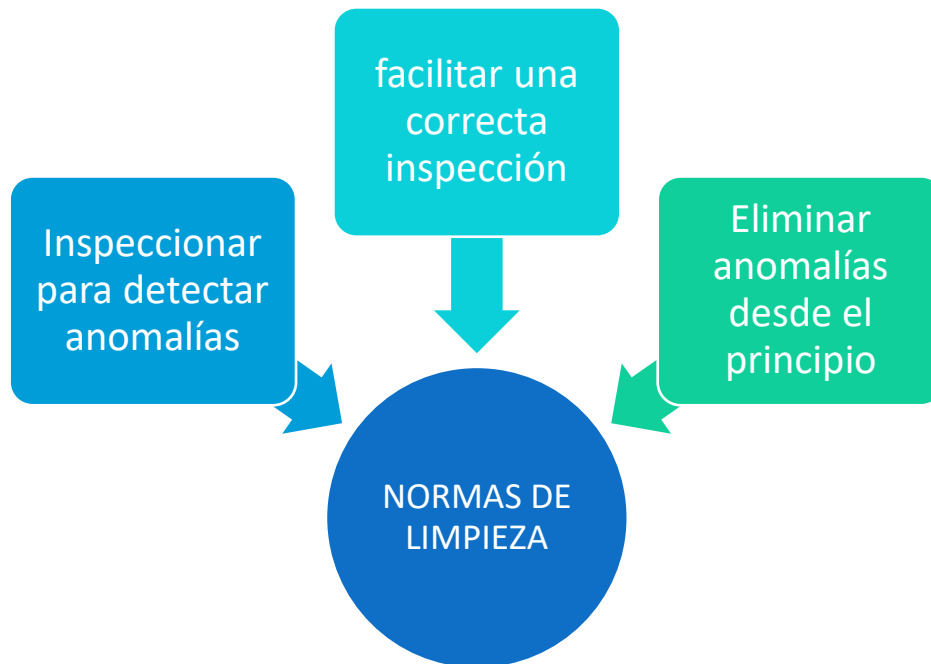 Inspeccionar
para detectar
anomalías
facilitar una
correcta
inspección
Eliminar
anomalías
desde el
principio
NORMAS DE
LIMPIEZA